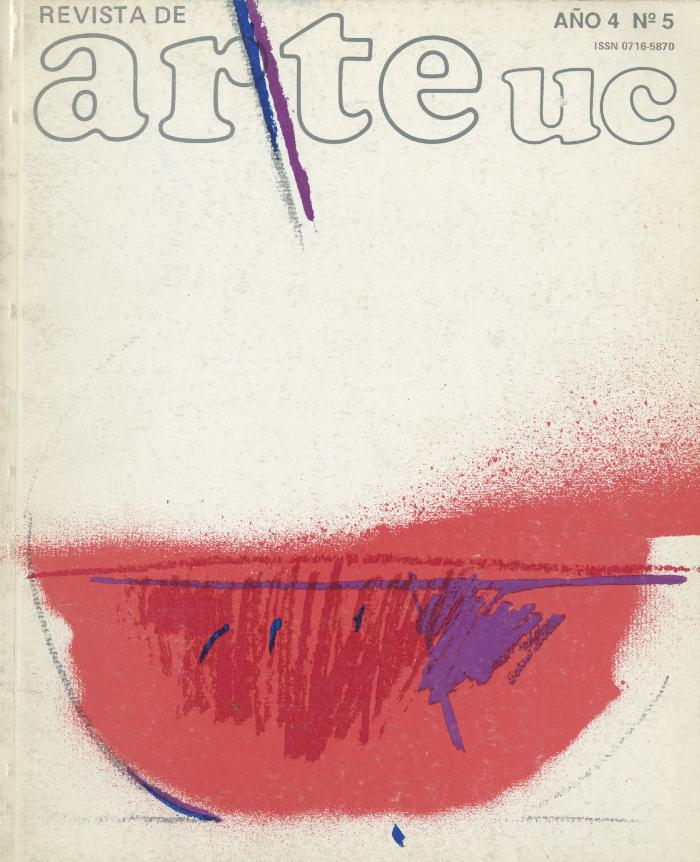 REVISTA DE
AÑO 4 Nº 5
ISSN 0716-5870
arte uc